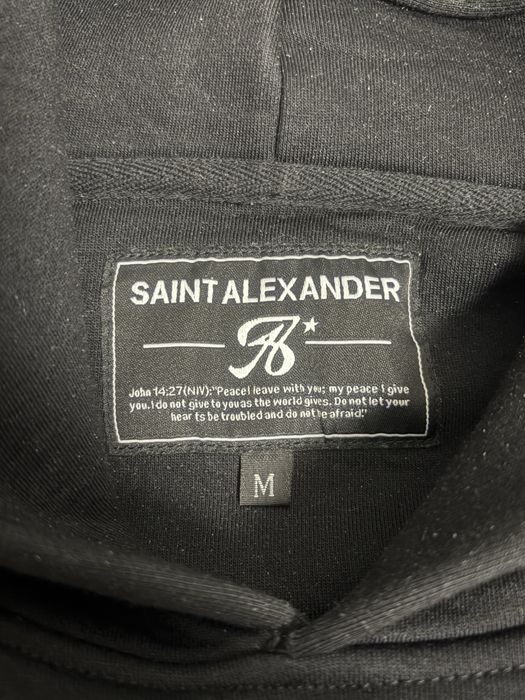 SAINT ALEXANDER
John 14:27(NIV):"Peace I leave with you; my peace I give
you. I do not give to you as the world gives. Do not let your
hearts be troubled and do not be afraid."
M